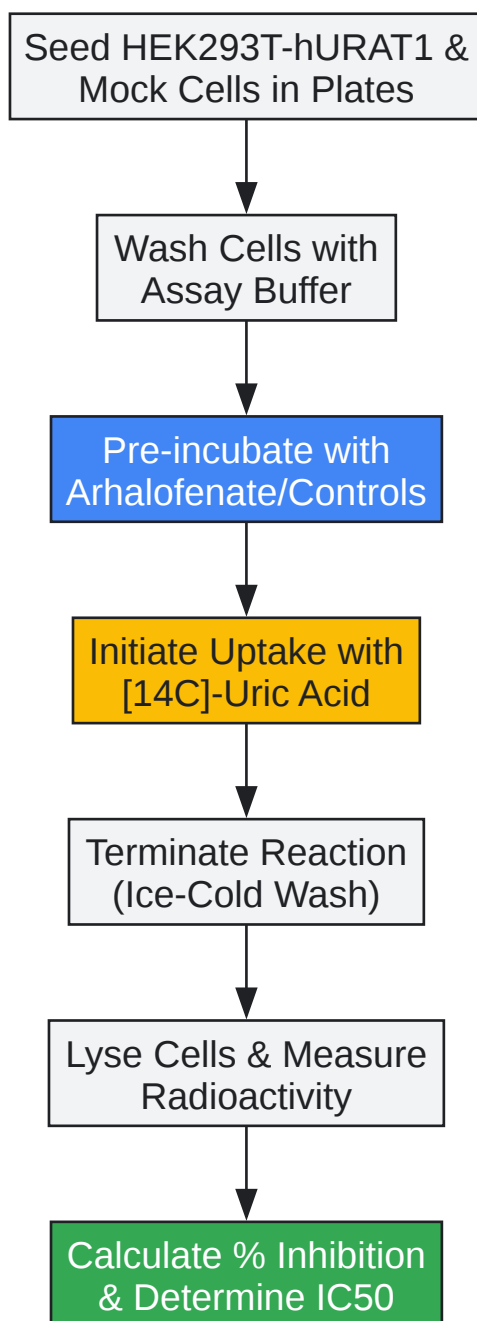 Seed HEK293T-hURAT1 &
Mock Cells in Plates
Wash Cells with
Assay Buffer
Pre-incubate with
Arhalofenate/Controls
Initiate Uptake with
[14C]-Uric Acid
Terminate Reaction
(Ice-Cold Wash)
Lyse Cells & Measure
Radioactivity
Calculate % Inhibition
& Determine IC50